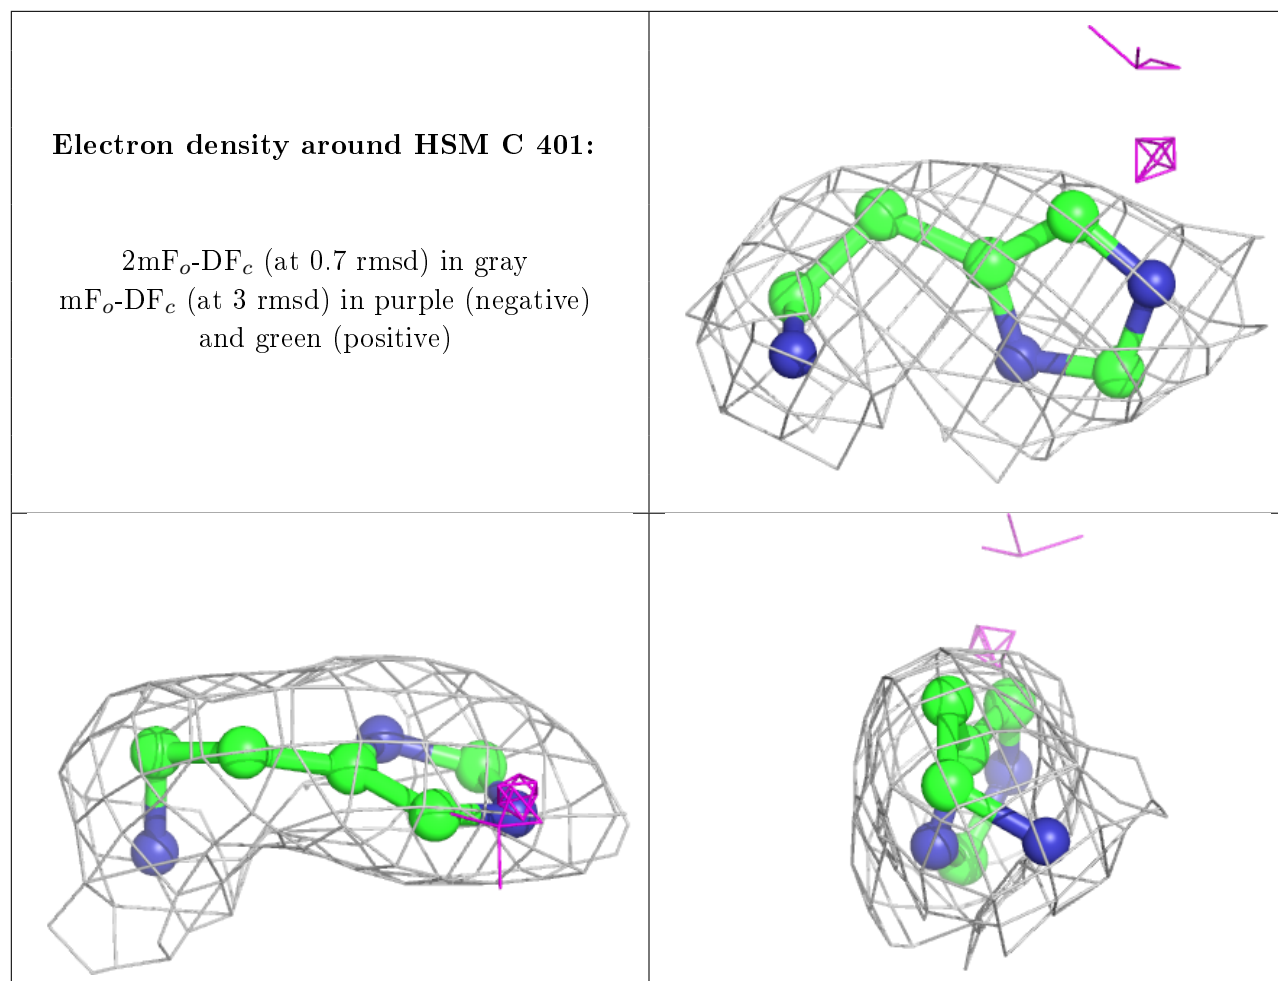 Electron density around HSM C 401:
2mFo-DFc (at 0.7 rmsd) in gray
mFo-DFc (at 3 rmsd) in purple (negative)
and green (positive)